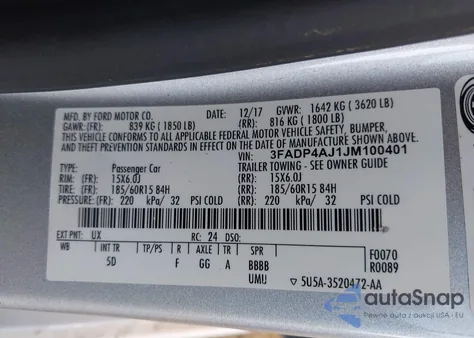 MFD. BY FORD MOTOR CO. DATE: 12/17 GVWR: 1642 KG ( 3620 LB)
GAWR: (FR): 839 KG ( 1850 LB) (RR): 816 KG ( 1800 LB)
THIS VEHICLE CONFORMS TO ALL APPLICABLE FEDERAL VEHICLE SAFETY, BUMPER,
AND THEFT PREVENTION STANDARDS IN EFFECT ON THE DATE OF MANUFACTURE SHOWN ABOVE.
VIN: 3FADP4AJ1JM100401
TYPE: Passenger Car TRAILER TOWING - SEE OWNER GUIDE
RIM: (FR) 15X6.0J (RR): 15X6.0J
TIRE: 185/60R15 84H 185/60R15 84H
PRESSURE: (FR): 220 kPa/ 32 PSI COLD (RR): 220 kPa/ 32 PSI COLD
EXT PNT: UX RC: 24 DSO:
WB INT TR TP/PS R AXLE TR SPR F0070
5D F GG A BBBB R0089
UMU ▽ 5U5A-3520472-AA
autoSnap
Pewne auta z aukcji USA i EU